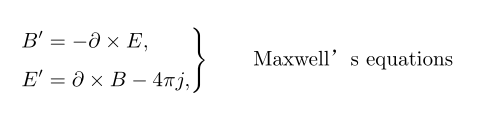 B′ = −∂ × E,
E′ = ∂ × B − 4πj,
Maxwell’ s equations